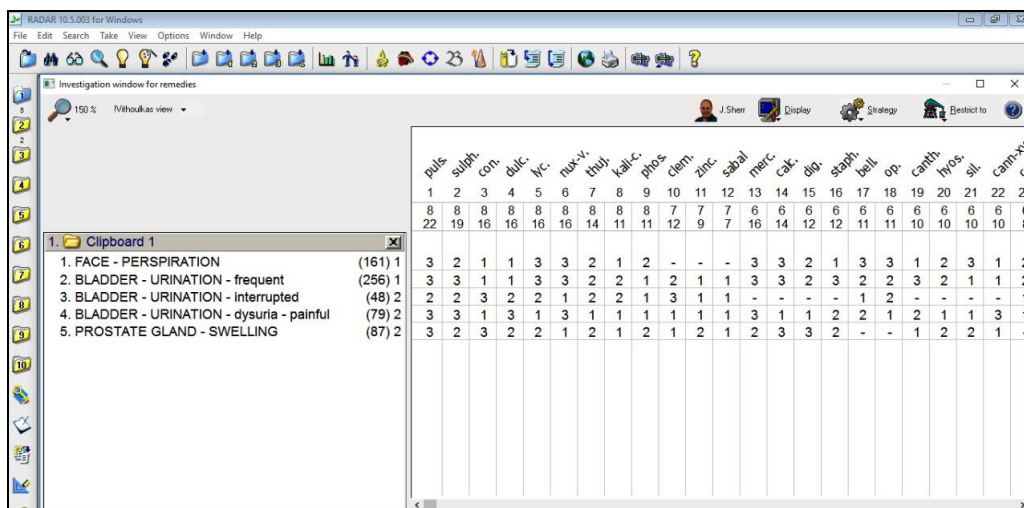 RADAR 10.5.003 for Windows
File Edit Search Take View Options Window Help
Investigation window for remedies
150 % IVithoulkas view J.Sherr Display Strategy Restrict to
puls. sulph. con. dulc. lyc. nux-v. thuj. kali-c. phos. clem. zinc. sabal merc. calc. dig. staph. bell. op. canth. hyos. sil.
1 2 3 4 5 6 7 8 9 10 11 12 13 14 15 16 17 18 19 20 21 22
8 8 8 8 8 8 8 8 8 7 7 7 6 6 6 6 6 6 6 6 6 6
22 19 16 16 16 16 14 11 11 12 9 7 16 14 12 12 11 11 10 10 10 10
1. Clipboard 1
1. FACE - PERSPIRATION (161) 1 3 2 1 1 3 3 2 1 2 - - - 3 3 2 1 3 3 1 2 3 1
2. BLADDER - URINATION - frequent (256) 1 3 3 1 1 3 3 2 2 1 2 1 1 3 3 2 3 2 2 3 2 1 1
3. BLADDER - URINATION - interrupted (48) 2 2 2 3 2 2 1 2 2 1 3 1 1 - - - - 1 2 - - - -
4. BLADDER - URINATION - dysuria - painful (79) 2 3 3 1 3 1 3 1 1 1 1 1 1 3 1 1 2 2 1 2 1 1 3
5. PROSTATE GLAND - SWELLING (87) 2 3 2 3 2 2 1 2 1 2 1 2 1 2 3 3 2 - - 1 2 2 1
1
5
2
2
3
4
5
6
7
8
9
10